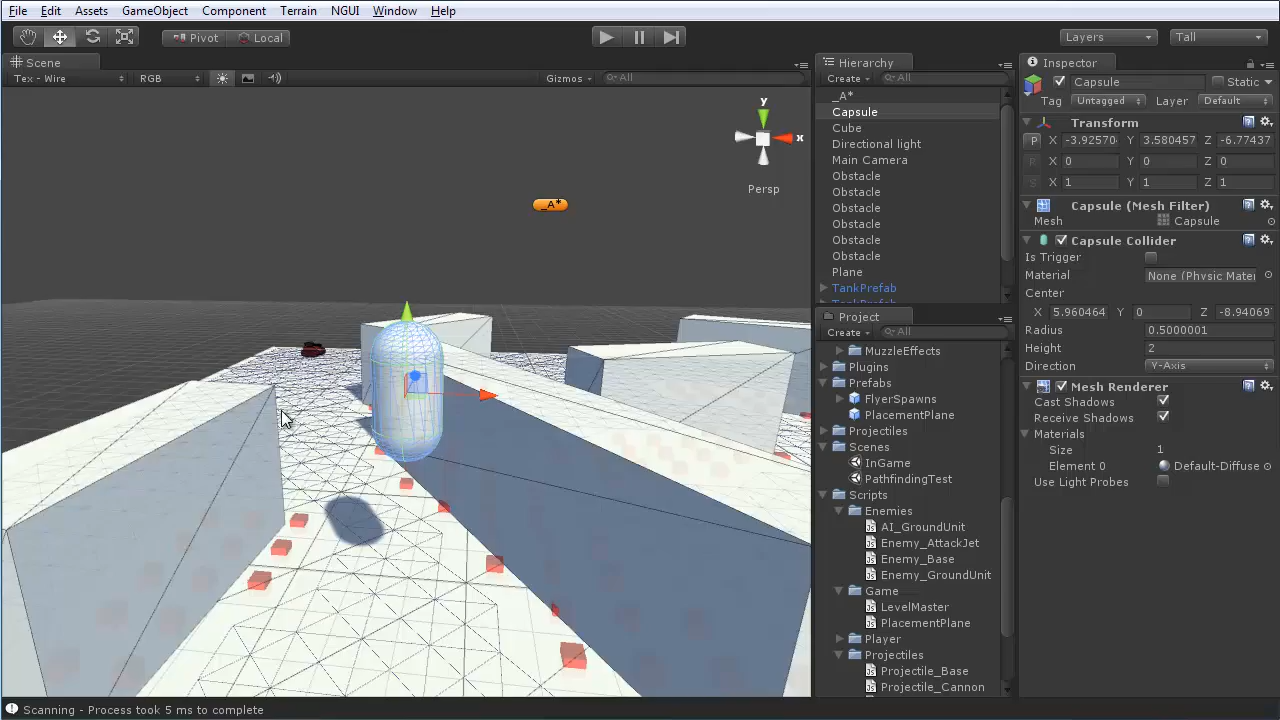 File Edit Assets GameObject Component Terrain NGUI Window Help
Pivot Local Layers Tall
Scene
Tex - Wire RGB Gizmos All
y
x
Persp
_A*
Hierarchy
Create All
_A*
Capsule
Cube
Directional light
Main Camera
Obstacle
Obstacle
Obstacle
Obstacle
Obstacle
Obstacle
Plane
TankPrefab
TankPrefab
Project
Create All
MuzzleEffects
Plugins
Prefabs
FlyerSpawns
PlacementPlane
Projectiles
Scenes
InGame
PathfindingTest
Scripts
Enemies
AI_GroundUnit
Enemy_AttackJet
Enemy_Base
Enemy_GroundUnit
Game
LevelMaster
PlacementPlane
Player
Projectiles
Projectile_Base
Projectile_Cannon
Inspector
Capsule Static
Tag Untagged Layer Default
Transform
P X -3.92570 Y 3.580457 Z -6.77437
R X 0 Y 0 Z 0
S X 1 Y 1 Z 1
Capsule (Mesh Filter)
Mesh Capsule
Capsule Collider
Is Trigger
Material None (Physic Mater
Center
X 5.960464 Y 0 Z -8.94069
Radius 0.5000001
Height 2
Direction Y-Axis
Mesh Renderer
Cast Shadows
Receive Shadows
Materials
Size 1
Element 0 Default-Diffuse
Use Light Probes
Scanning - Process took 5 ms to complete